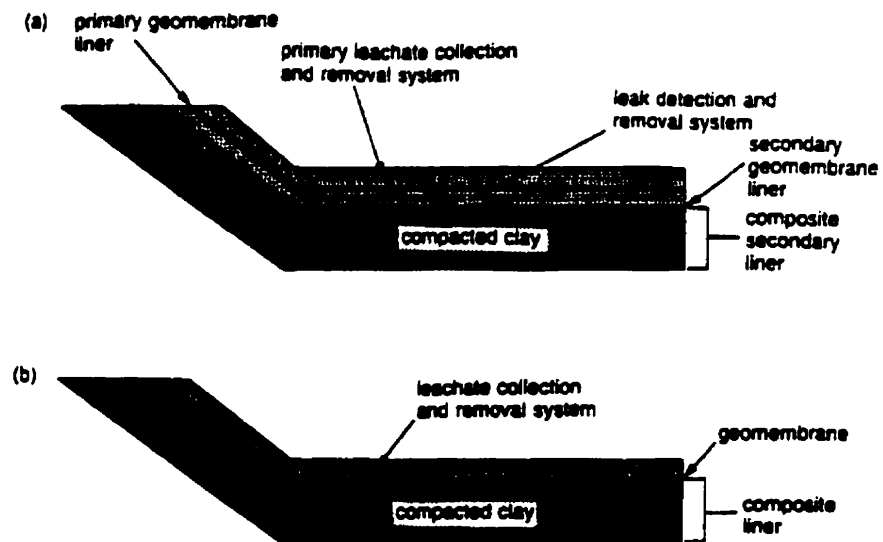 (a)
primary geomembrane
liner
primary leachate collection
and removal system
leak detection and
removal system
secondary
geomembrane
liner
compacted clay
composite
secondary
liner
(b)
leachate collection
and removal system
geomembrane
compacted clay
composite
liner